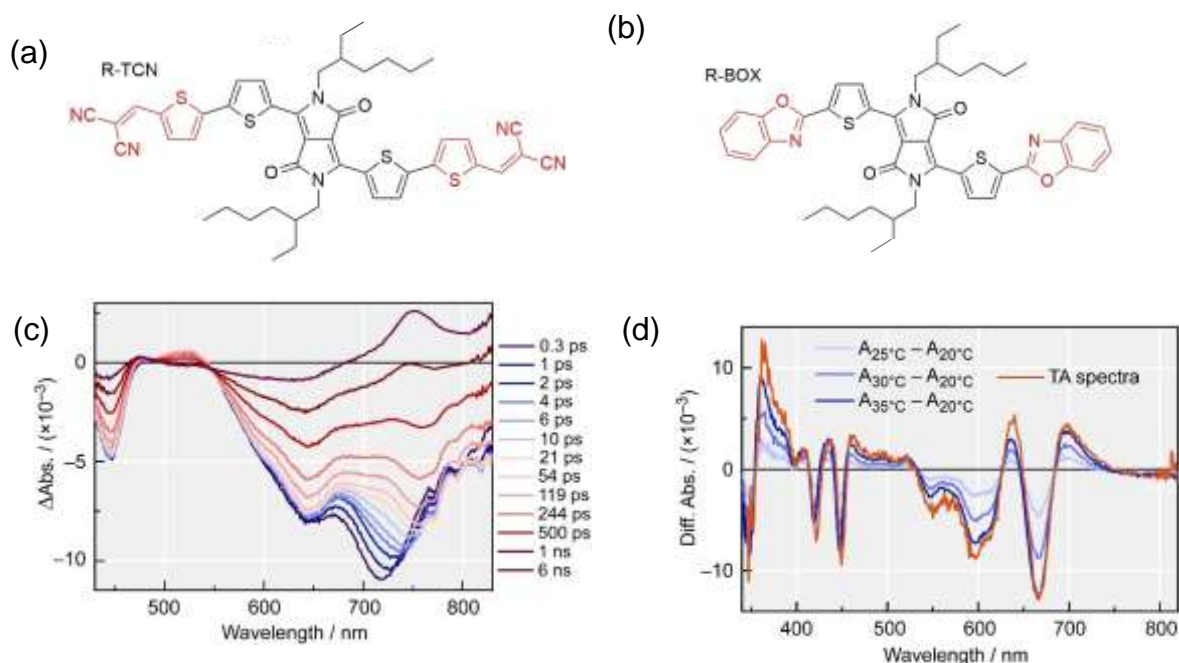 (a)
R-TCN
NC
CN
S
S
N
O
O
N
S
S
NC
CN
(b)
R-BOX
O
N
S
N
O
O
N
S
N
O
(c)
ΔAbs. / (×10⁻³)
0
−5
−10
500
600
700
800
Wavelength / nm
0.3 ps
1 ps
2 ps
4 ps
6 ps
10 ps
21 ps
54 ps
119 ps
244 ps
500 ps
1 ns
6 ns
(d)
Diff. Abs. / (×10⁻³)
10
0
−10
400
500
600
700
800
Wavelength / nm
A25°C – A20°C
A30°C – A20°C
A35°C – A20°C
TA spectra